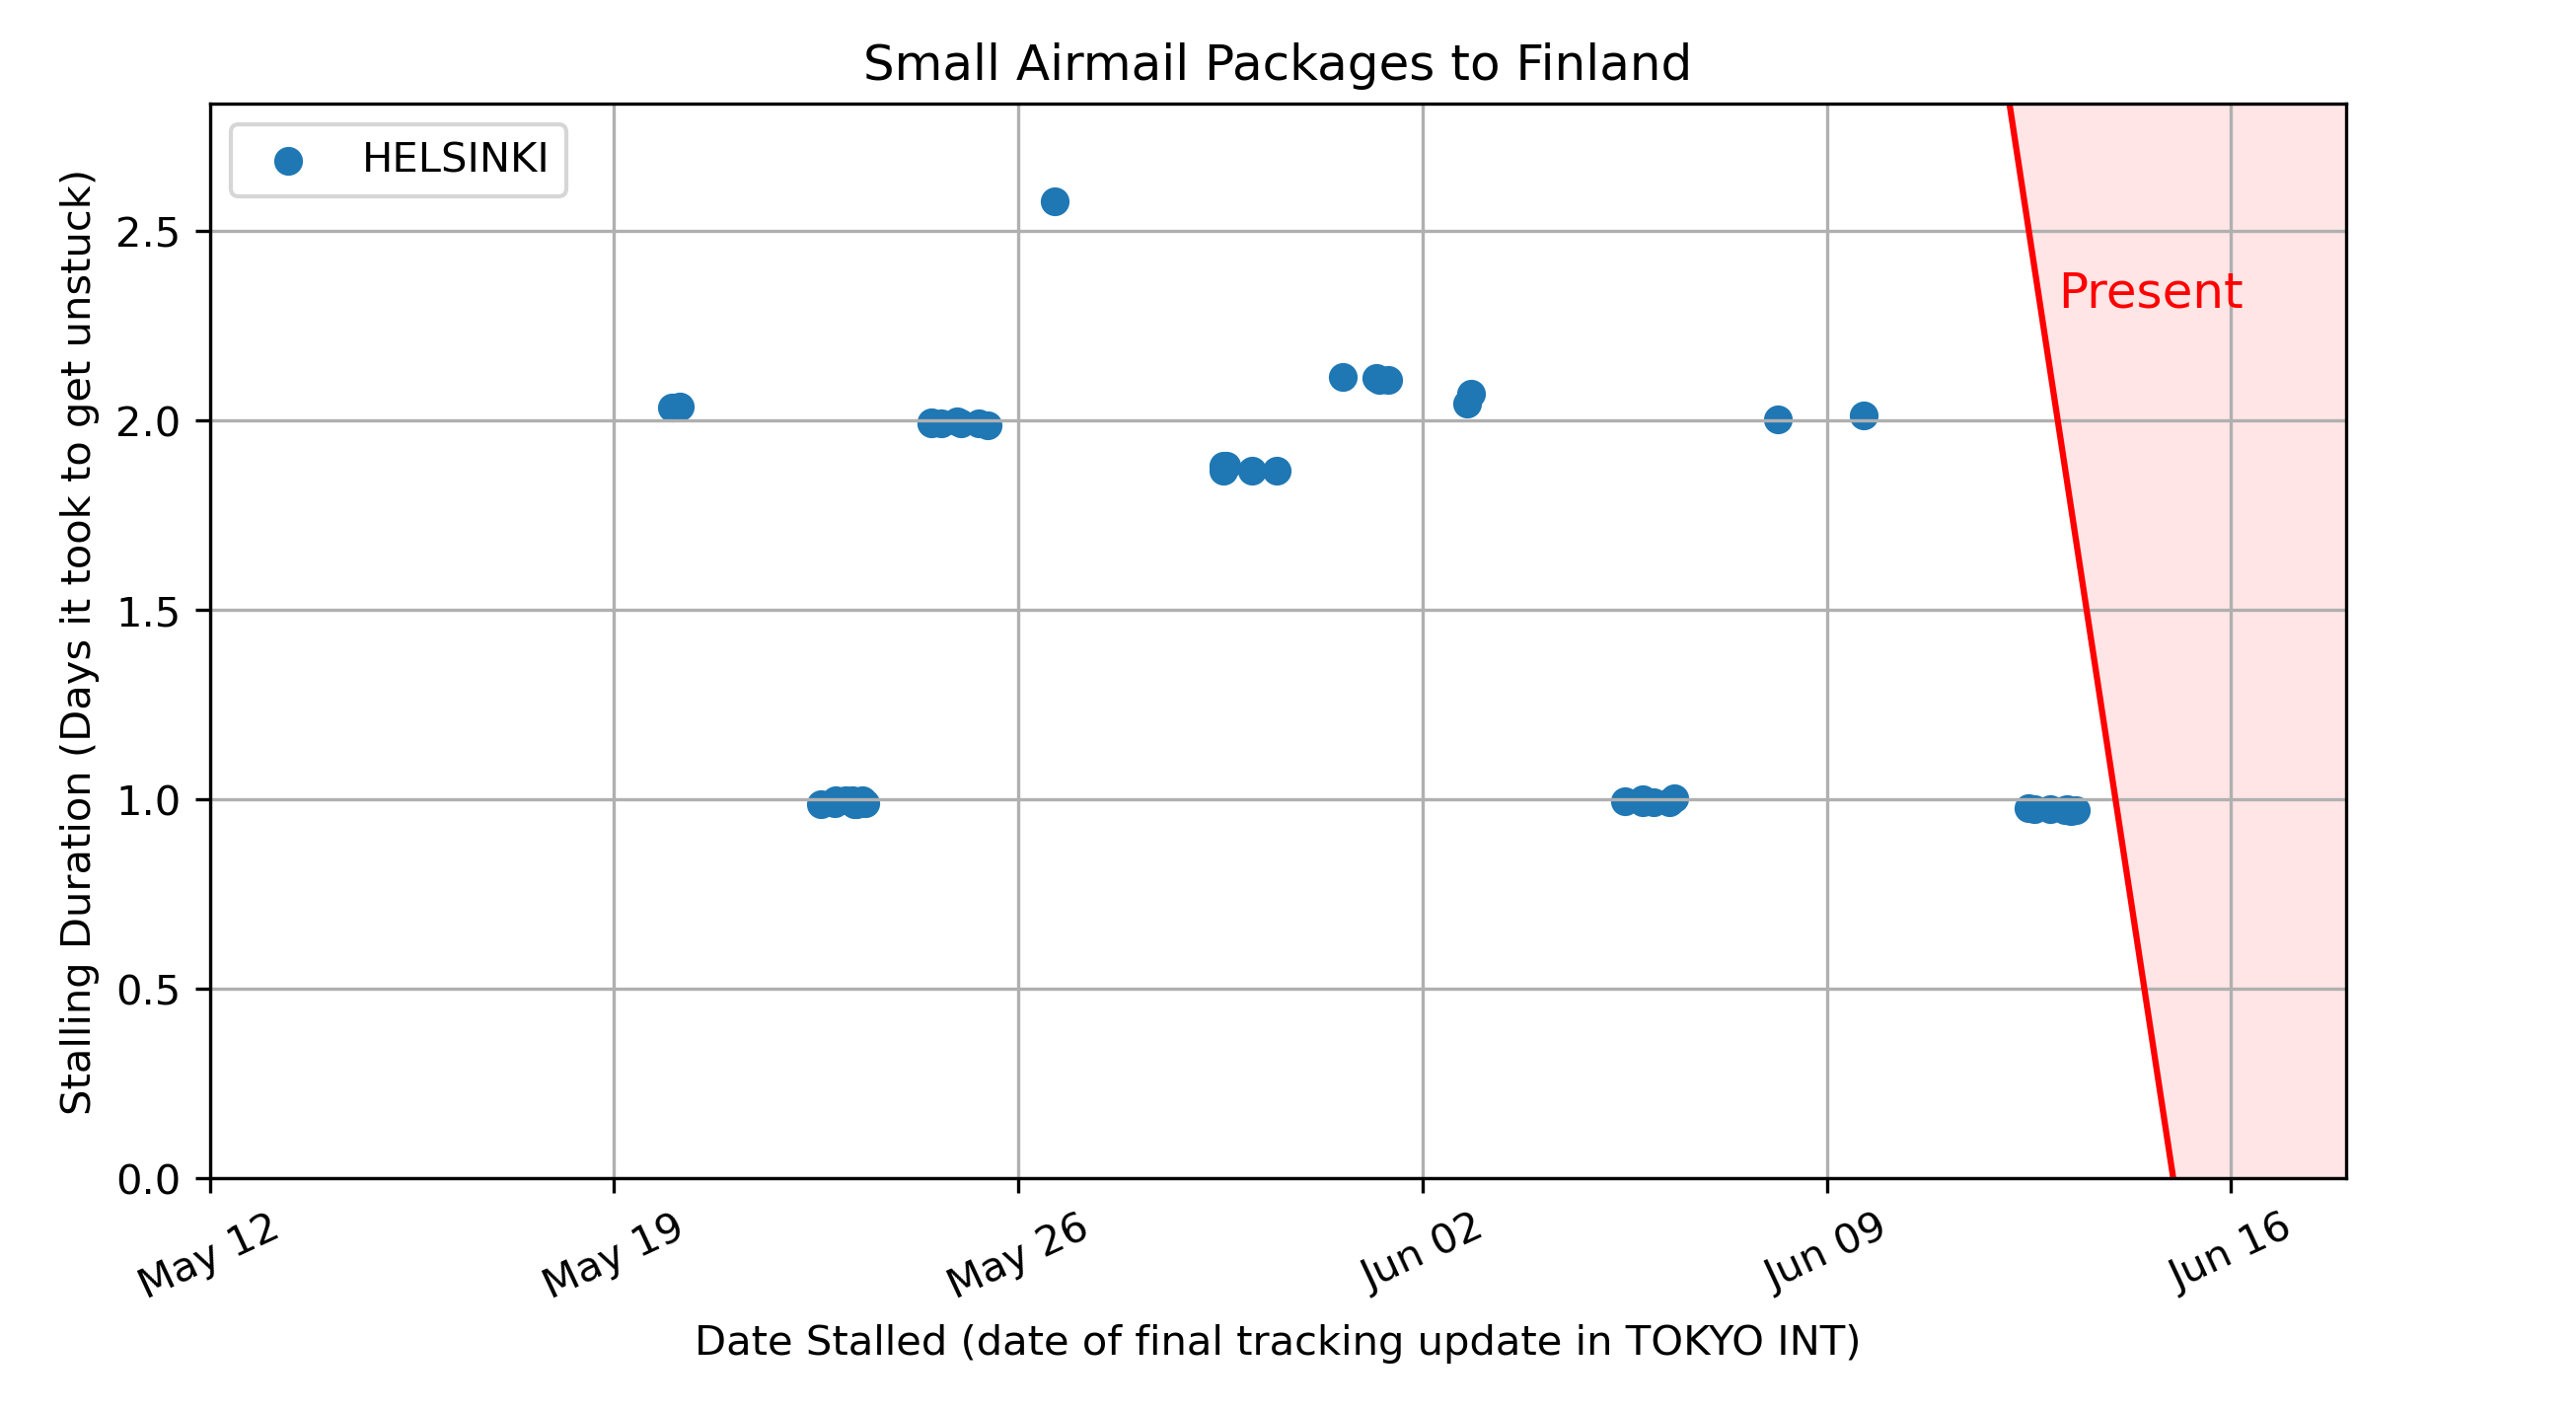 Small Airmail Packages to Finland
HELSINKI
Present
Stalling Duration (Days it took to get unstuck)
2.5
2.0
1.5
1.0
0.5
0.0
May 12
May 19
May 26
Jun 02
Jun 09
Jun 16
Date Stalled (date of final tracking update in TOKYO INT)